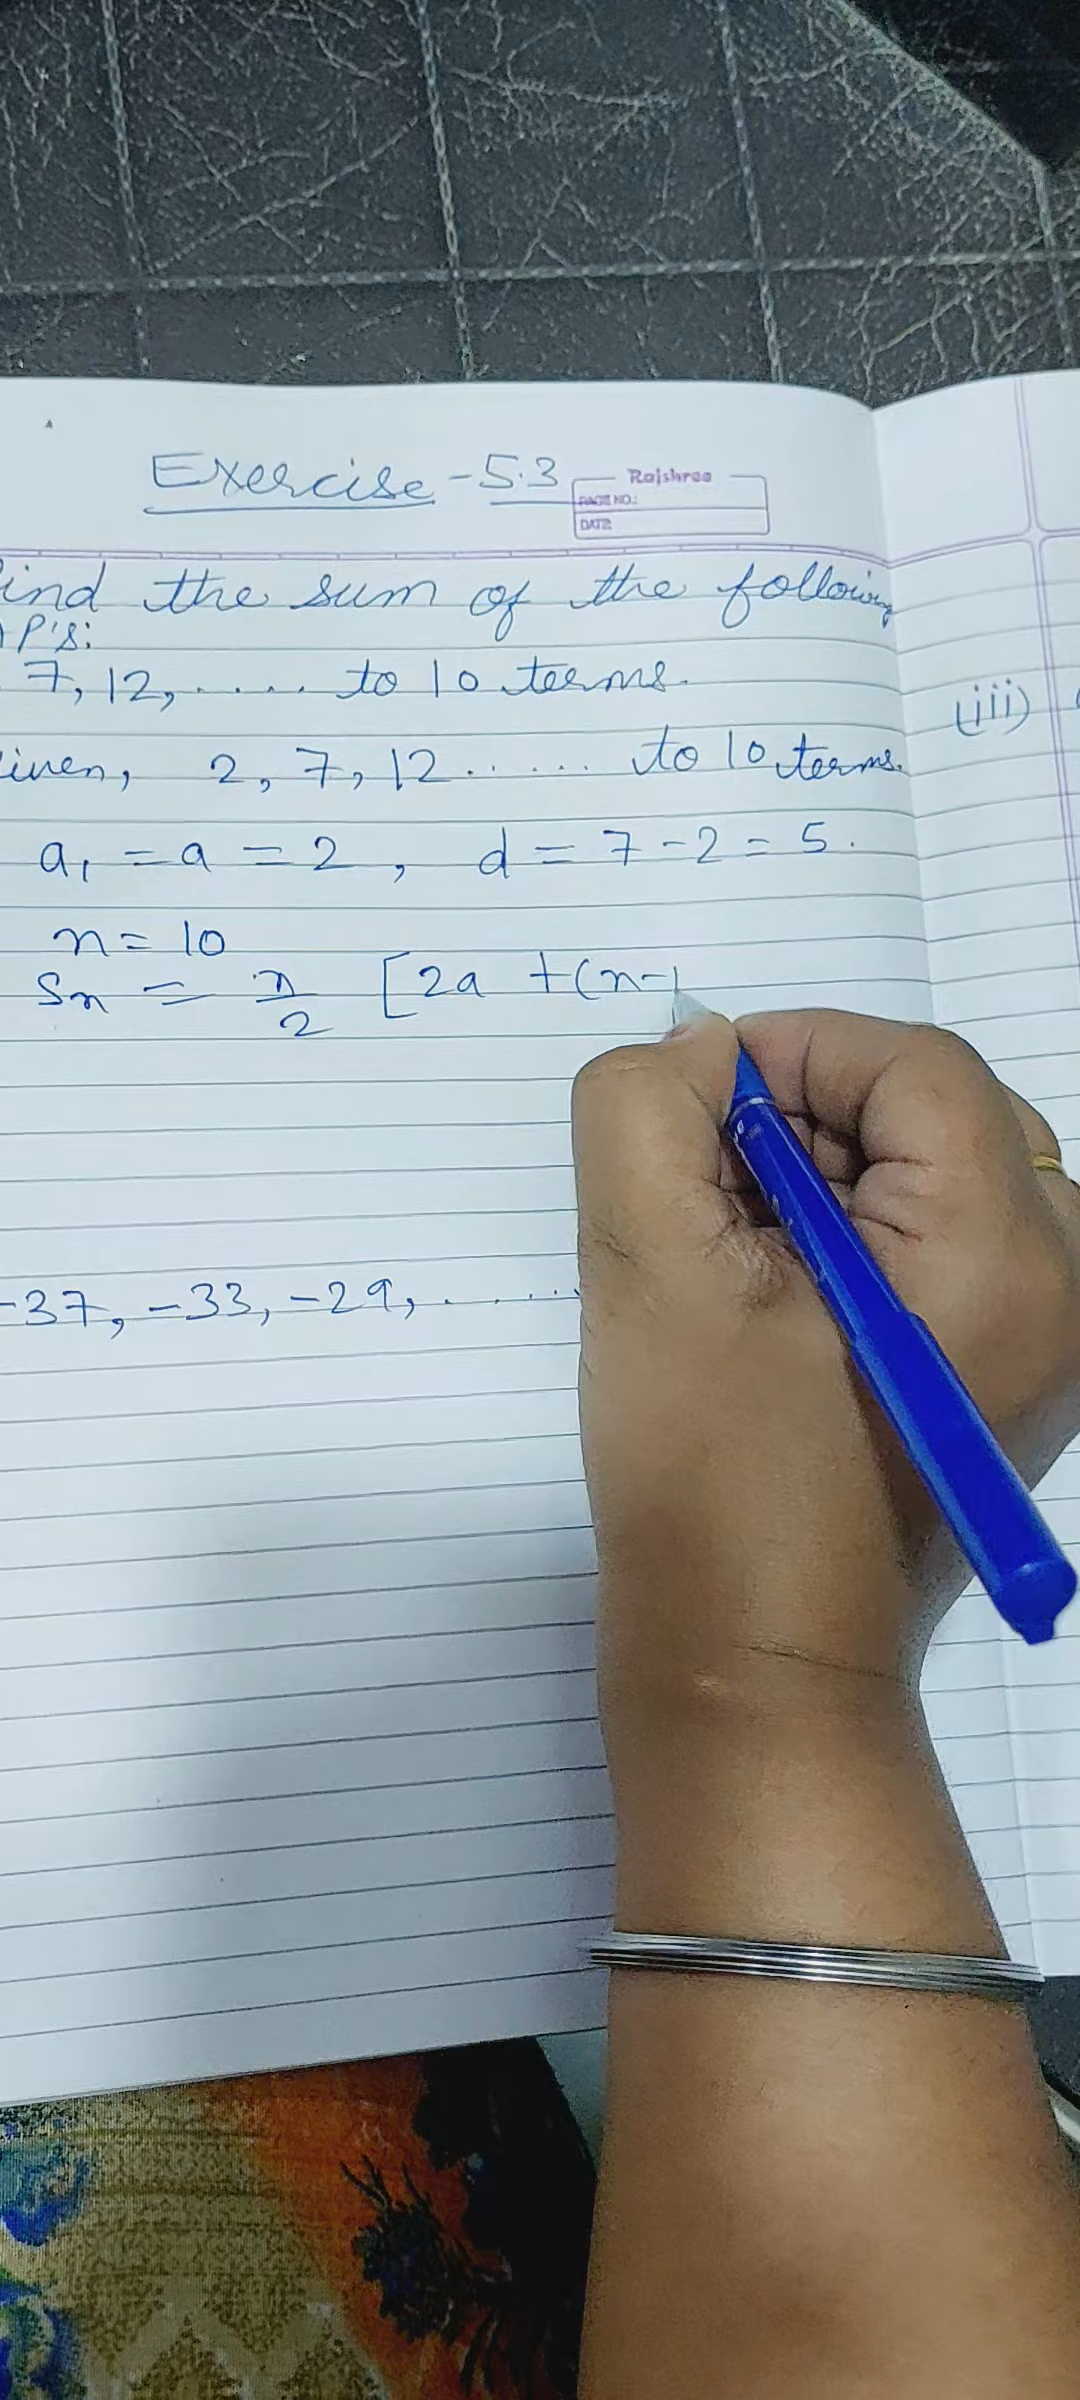 Exercise - 5.3
Rajshree
PAGE NO.:
DATE:
ind the sum of the following
P's:
7, 12, ..... to 10 terms.
iven, 2, 7, 12...... to 10 terms.
a₁ = a = 2, d = 7 - 2 = 5.
n = 10
Sn = n/2 [2a + (n-1
-37, -33, -29, ......
(iii)